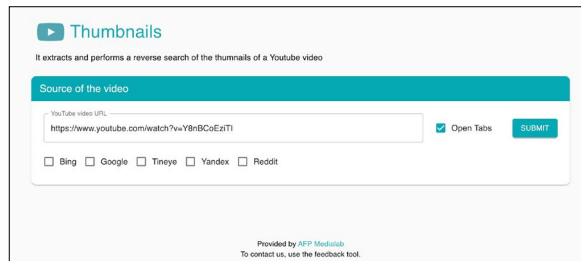 Thumbnails
It extracts and performs a reverse search of the thumnails of a Youtube video
Source of the video
YouTube video URL
https://www.youtube.com/watch?v=Y8nBCoEziTI
Open Tabs
SUBMIT
Bing Google Tineye Yandex Reddit
Provided by AFP Medialab
To contact us, use the feedback tool.